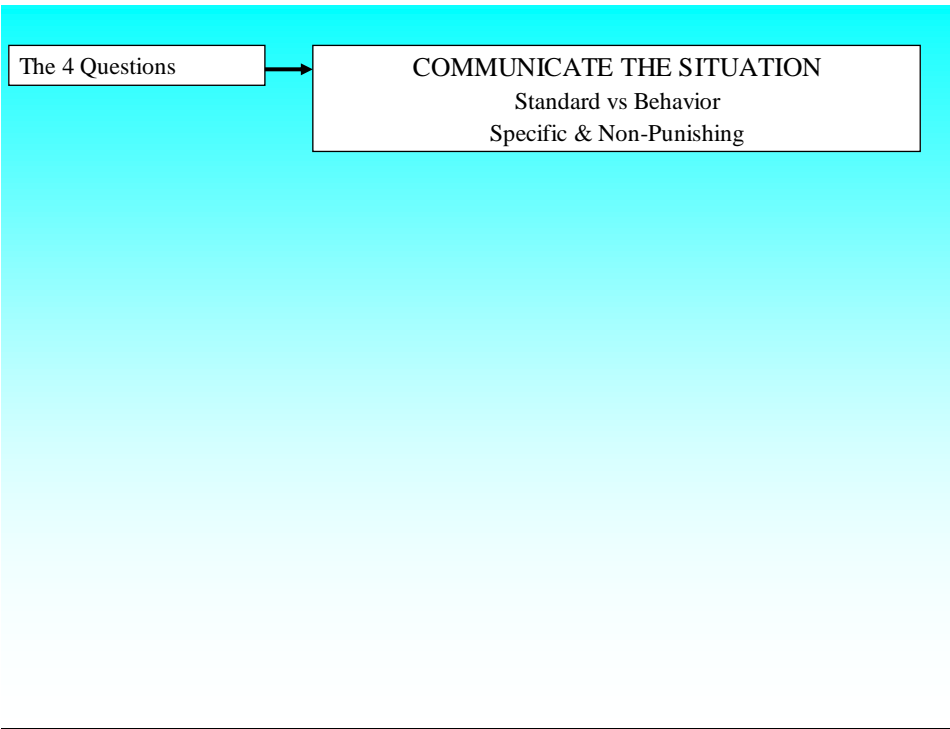 The 4 Questions
COMMUNICATE THE SITUATION
Standard vs Behavior
Specific & Non-Punishing